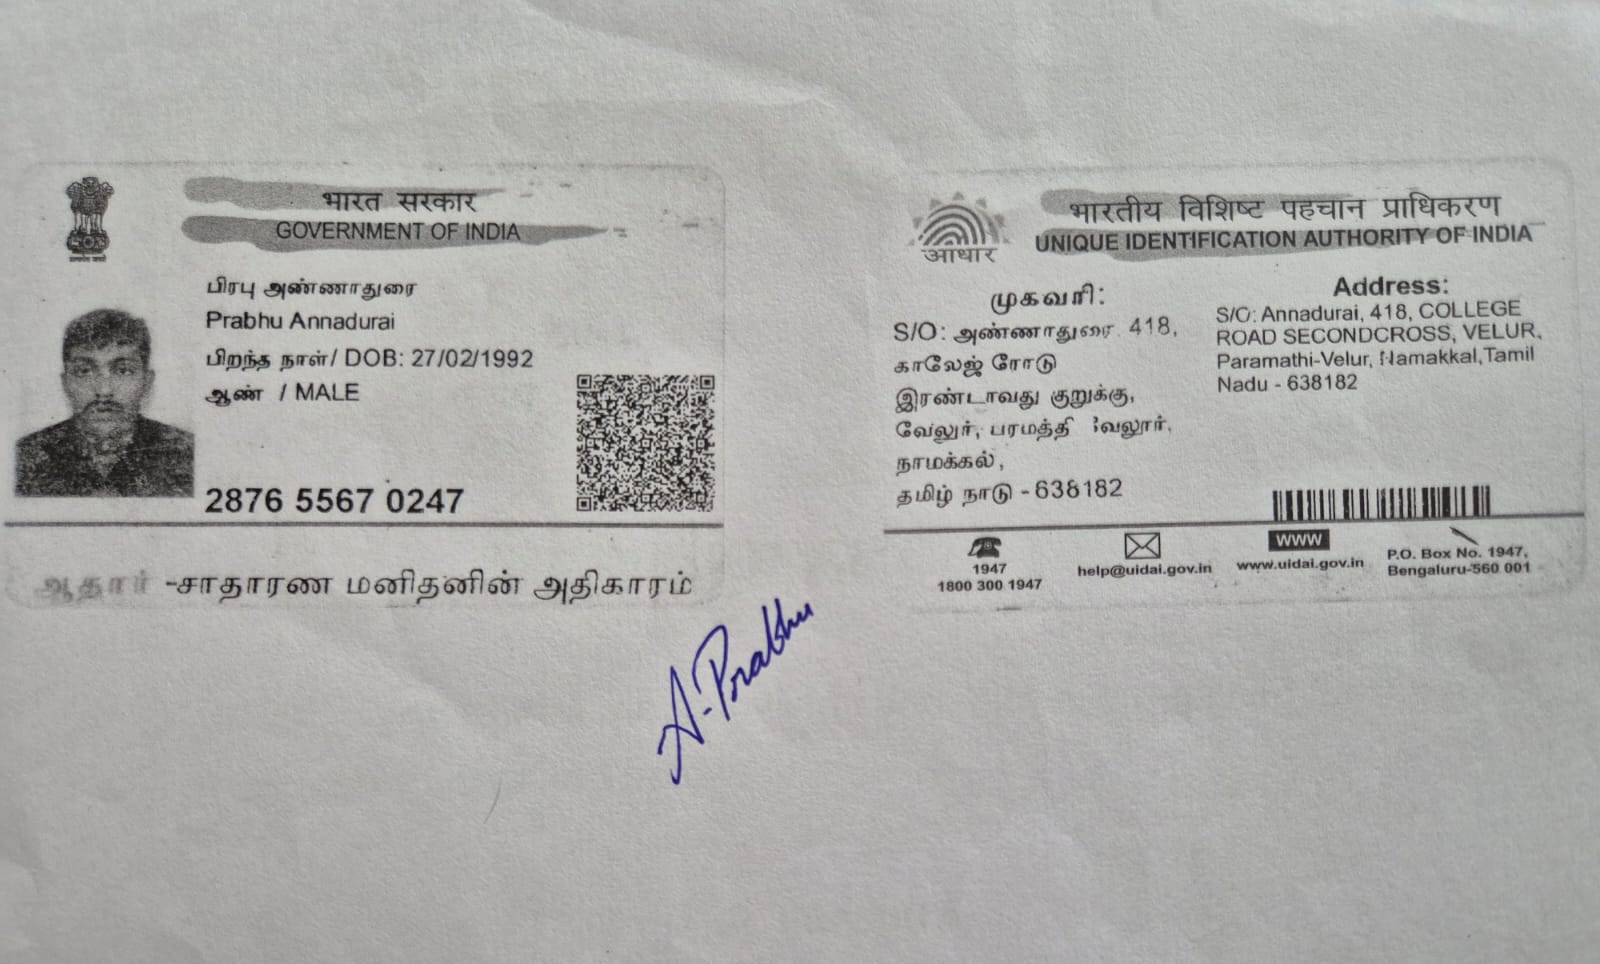 भारत सरकार
GOVERNMENT OF INDIA
பிரபு அண்ணாதுரை
Prabhu Annadurai
பிறந்த நாள்/ DOB: 27/02/1992
ஆண் / MALE
2876 5567 0247
ஆதார் -சாதாரண மனிதனின் அதிகாரம்
भारतीय विशिष्ट पहचान प्राधिकरण
UNIQUE IDENTIFICATION AUTHORITY OF INDIA
आधार
முகவரி:
S/O: அண்ணாதுரை. 418,
காலேஜ் ரோடு
இரண்டாவது குறுக்கு,
வேலுர், பரமத்தி வேலூர்.
நாமக்கல்,
தமிழ் நாடு - 638182
Address:
S/O: Annadurai, 418, COLLEGE
ROAD SECONDCROSS, VELUR,
Paramathi-Velur, Namakkal,Tamil
Nadu - 638182
1947
1800 300 1947
help@uidai.gov.in
www
www.uidai.gov.in
P.O. Box No. 1947,
Bengaluru-560 001
A. Prabhu